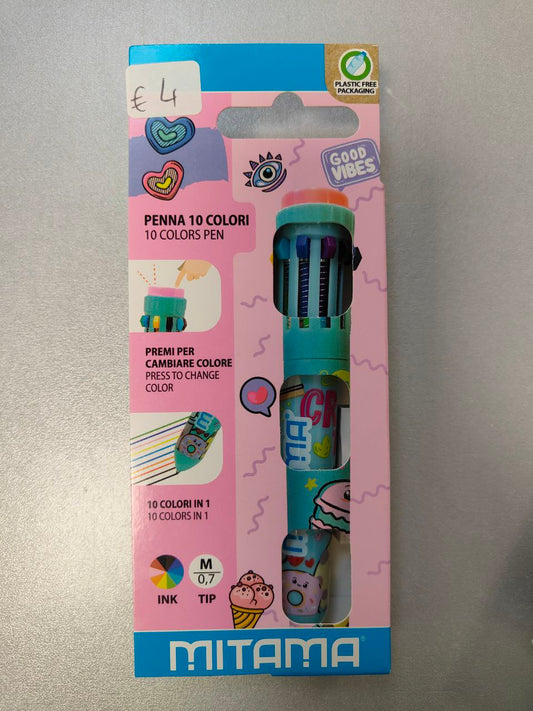 € 4
PLASTIC FREE
PACKAGING
GOOD
VIBES
PENNA 10 COLORI
10 COLORS PEN
PREMI PER
CAMBIARE COLORE
PRESS TO CHANGE
COLOR
10 COLORI IN 1
10 COLORS IN 1
M
0,7
INK
TIP
MITAMA